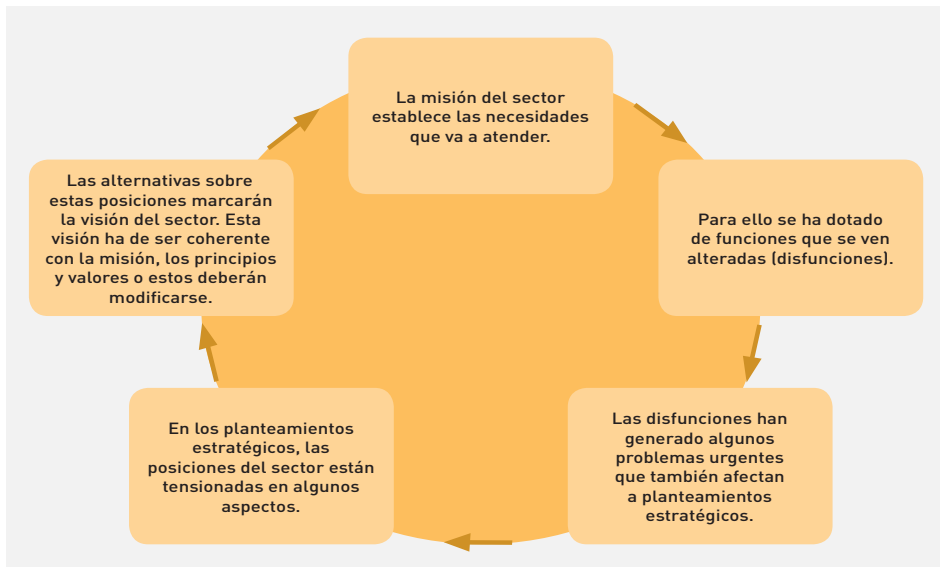 La misión del sector
establece las necesidades
que va a atender.
Para ello se ha dotado
de funciones que se ven
alteradas (disfunciones).
Las disfunciones han
generado algunos
problemas urgentes
que también afectan
a planteamientos
estratégicos.
En los planteamientos
estratégicos, las
posiciones del sector están
tensionadas en algunos
aspectos.
Las alternativas sobre
estas posiciones marcarán
la visión del sector. Esta
visión ha de ser coherente
con la misión, los principios
y valores o estos deberán
modificarse.